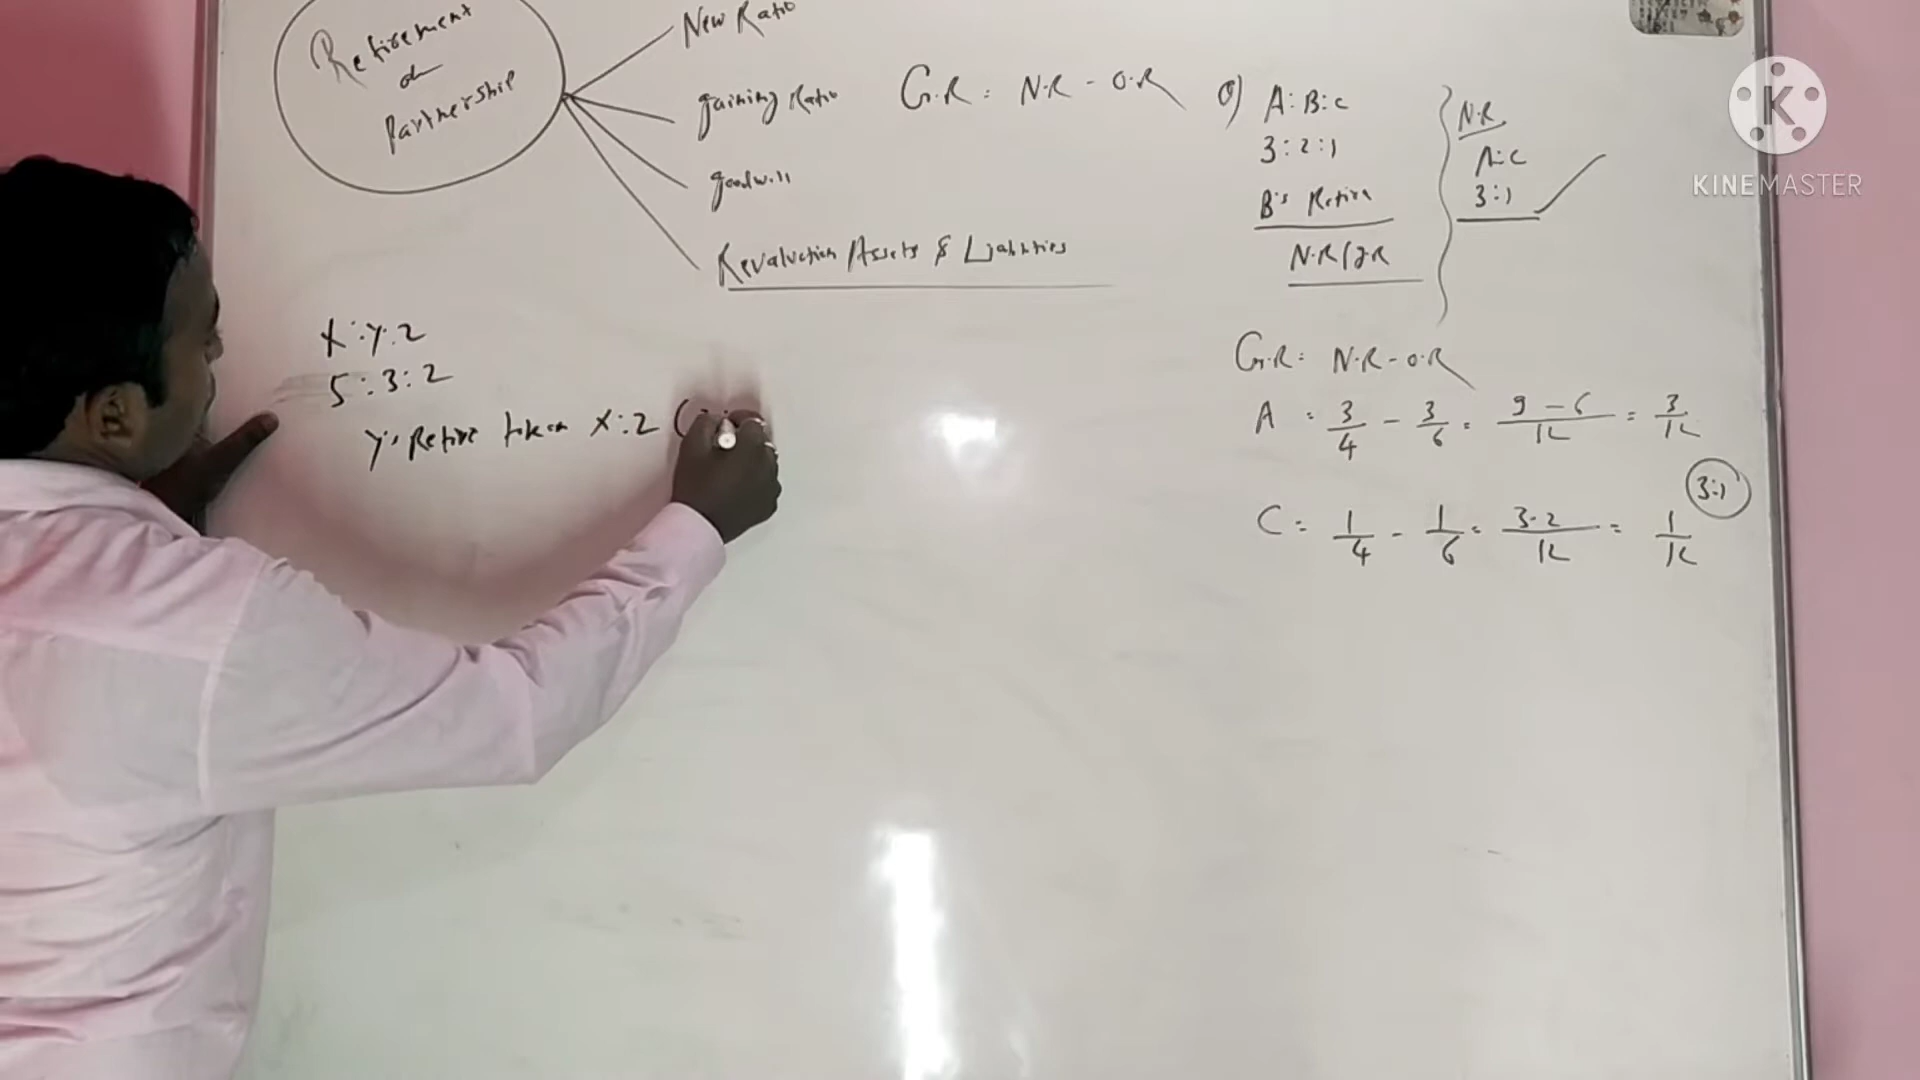 Retirement
of
Partnership
New Ratio
gaining Ratio
G.R = N.R - O.R
goodwill
Revaluation Assets & Liabilities
Q) A:B:C
3:2:1
B's Retire
N.R/G.R
N.R
A:C
3:1
X:Y:Z
5:3:2
Y's Retire token X:Z (
G.R = N.R - O.R
A = 3/4 - 3/6 = 9-6/12 = 3/12
3:1
C = 1/4 - 1/6 = 3-2/12 = 1/12
K
KINEMASTER